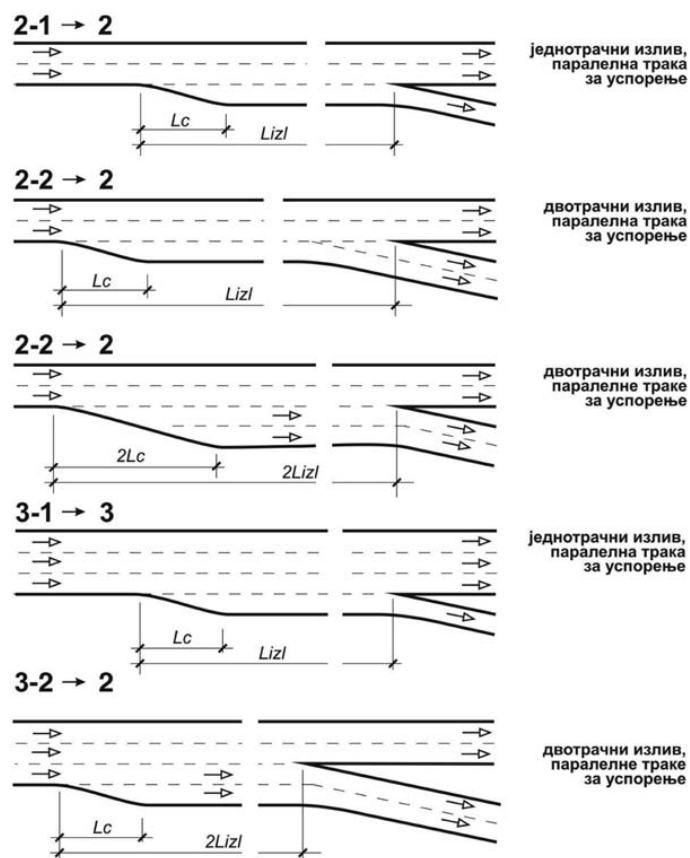 2-1 → 2
једнотрачни излив,
паралелна трака
за успорење
Lc
Lizl
2-2 → 2
двотрачни излив,
паралелна трака
за успорење
Lc
Lizl
2-2 → 2
двотрачни излив,
паралелне траке
за успорење
2Lc
2Lizl
3-1 → 3
једнотрачни излив,
паралелна трака
за успорење
Lc
Lizl
3-2 → 2
двотрачни излив,
паралелне траке
за успорење
Lc
2Lizl